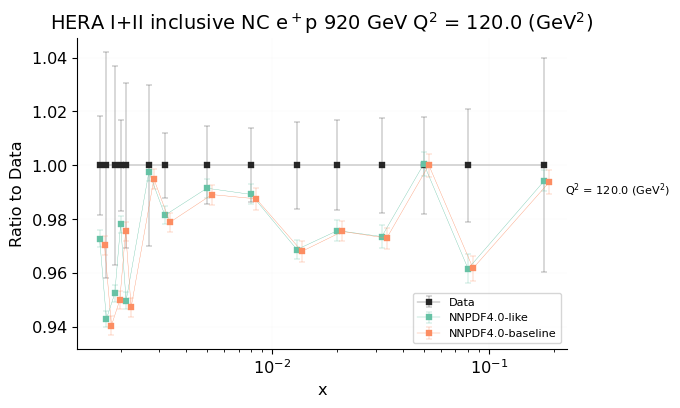 HERA I+II inclusive NC e⁺p 920 GeV Q² = 120.0 (GeV²)
Ratio to Data
1.04
1.02
1.00
0.98
0.96
0.94
Q² = 120.0 (GeV²)
Data
NNPDF4.0-like
NNPDF4.0-baseline
10⁻²
10⁻¹
x